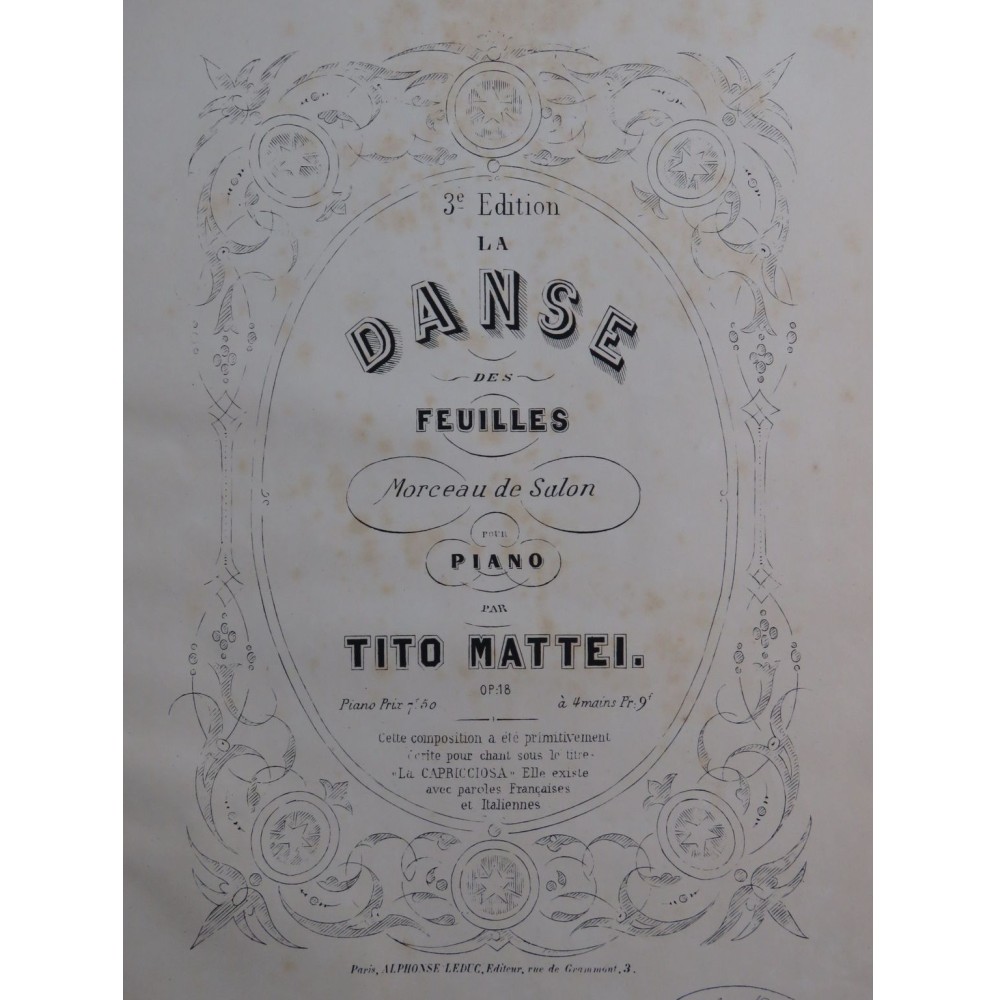 3e Edition
LA
DANSE
DES
FEUILLES
Morceau de Salon
POUR
PIANO
PAR
TITO MATTEI.
OP:18
Piano Prix 7f 50 à 4 mains Pr: 9f
Cette composition a été primitivement
écrite pour chant sous le titre
"La CAPRICCIOSA" Elle existe
avec paroles Françaises
et Italiennes
Paris, ALPHONSE LEDUC, Editeur, rue de Grammont, 3.